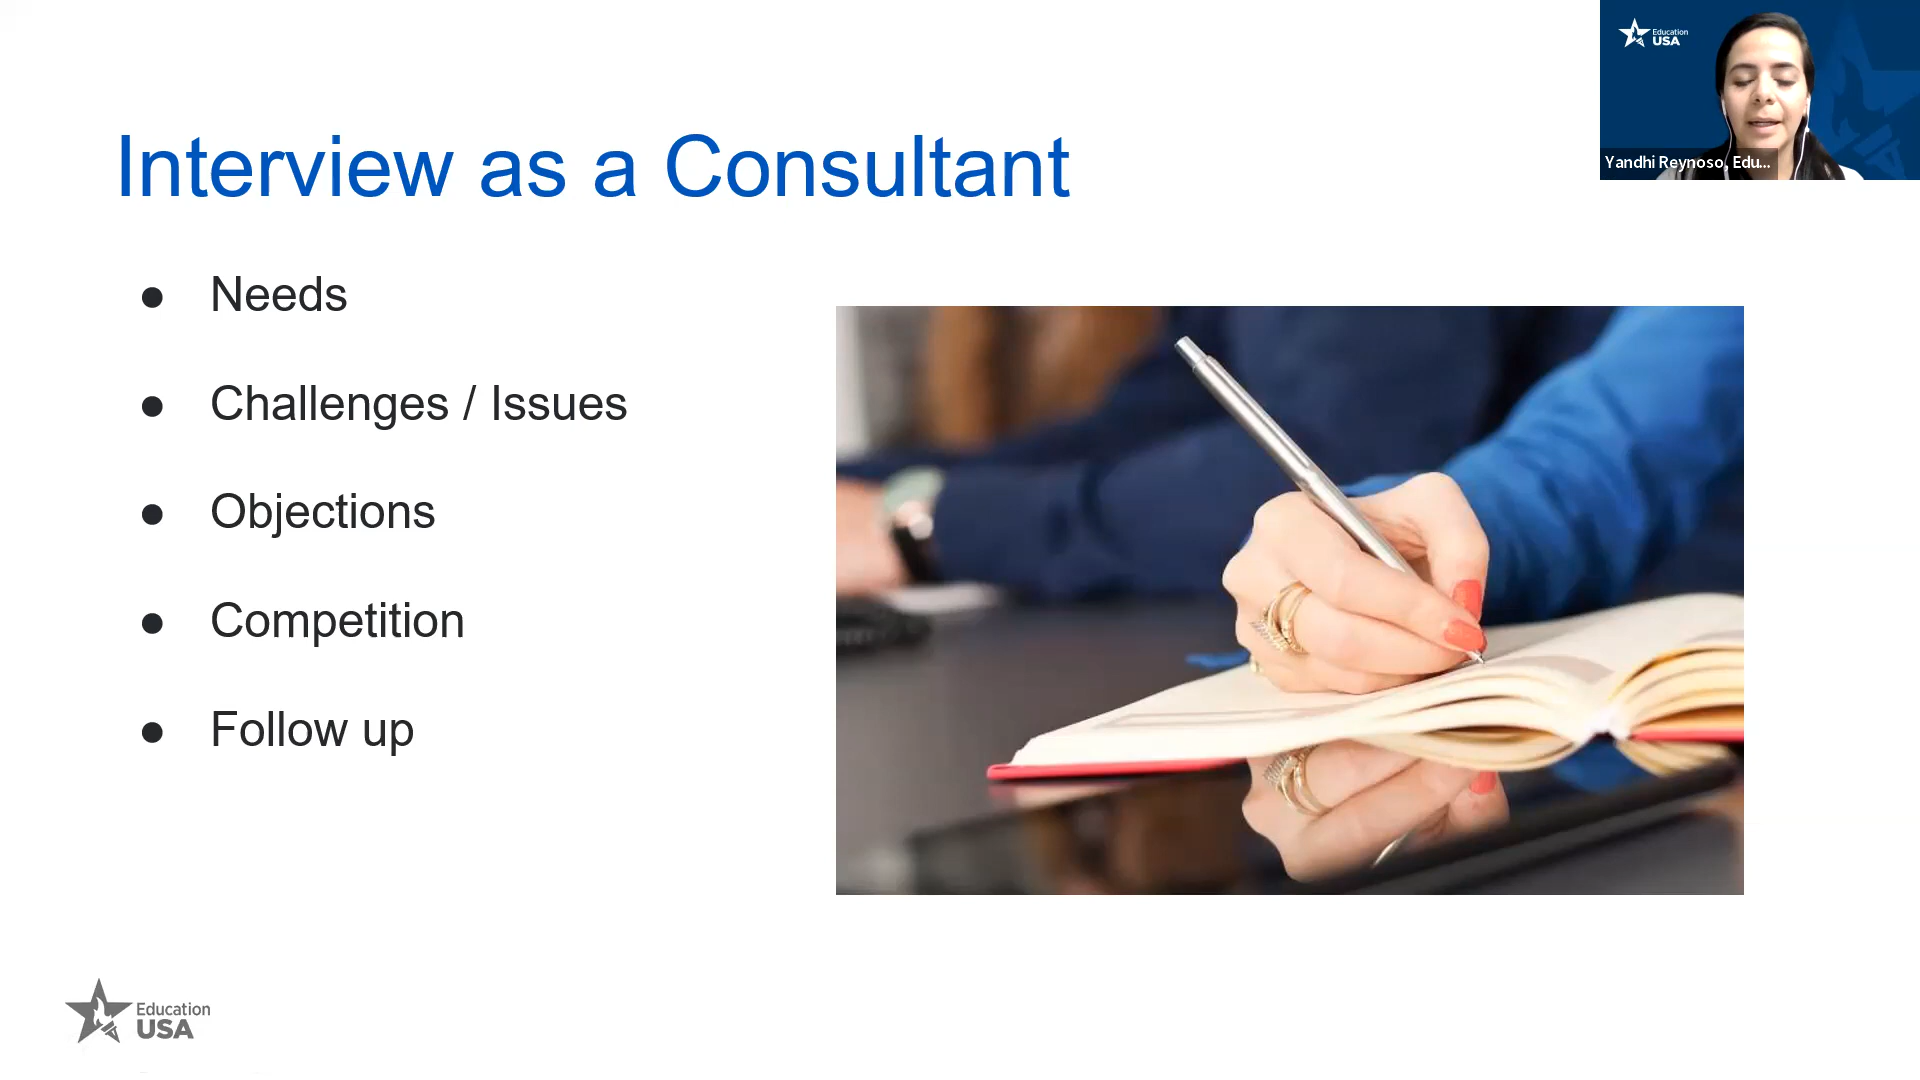 Education
USA
Yandhi Reynoso, Edu...
Interview as a Consultant
● Needs
● Challenges / Issues
● Objections
● Competition
● Follow up
Education
USA